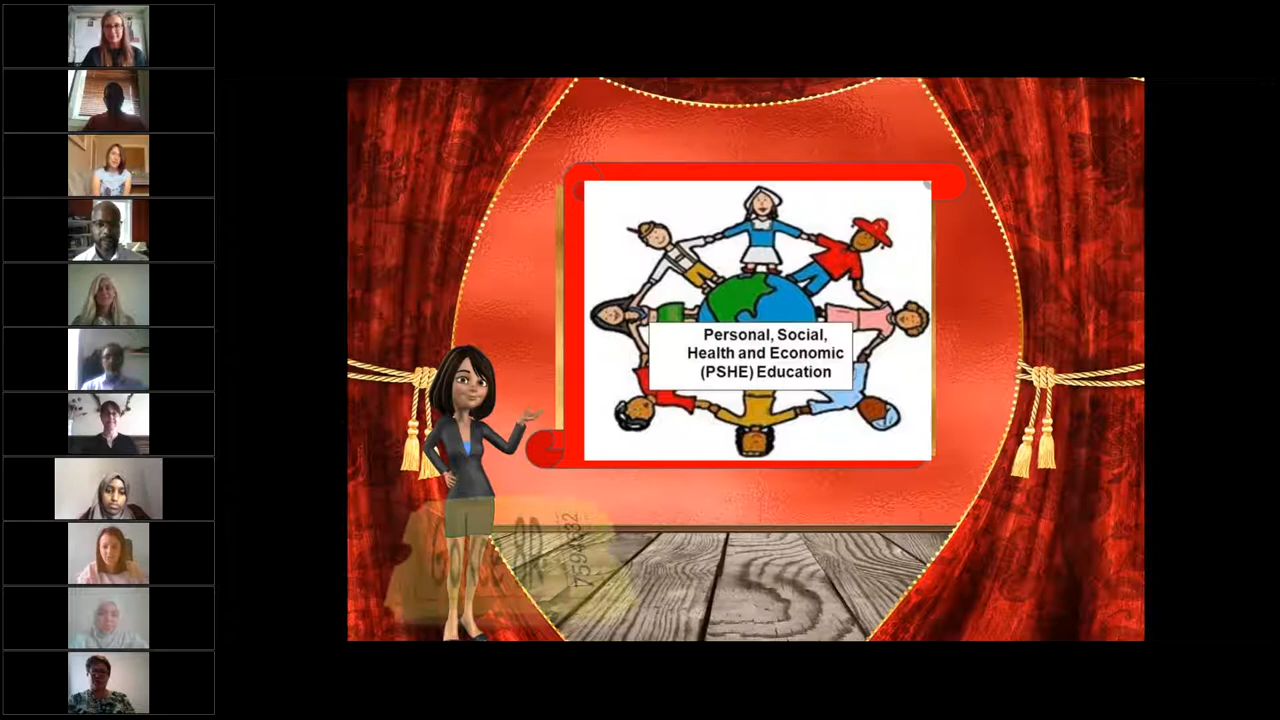 Personal, Social,
Health and Economic
(PSHE) Education